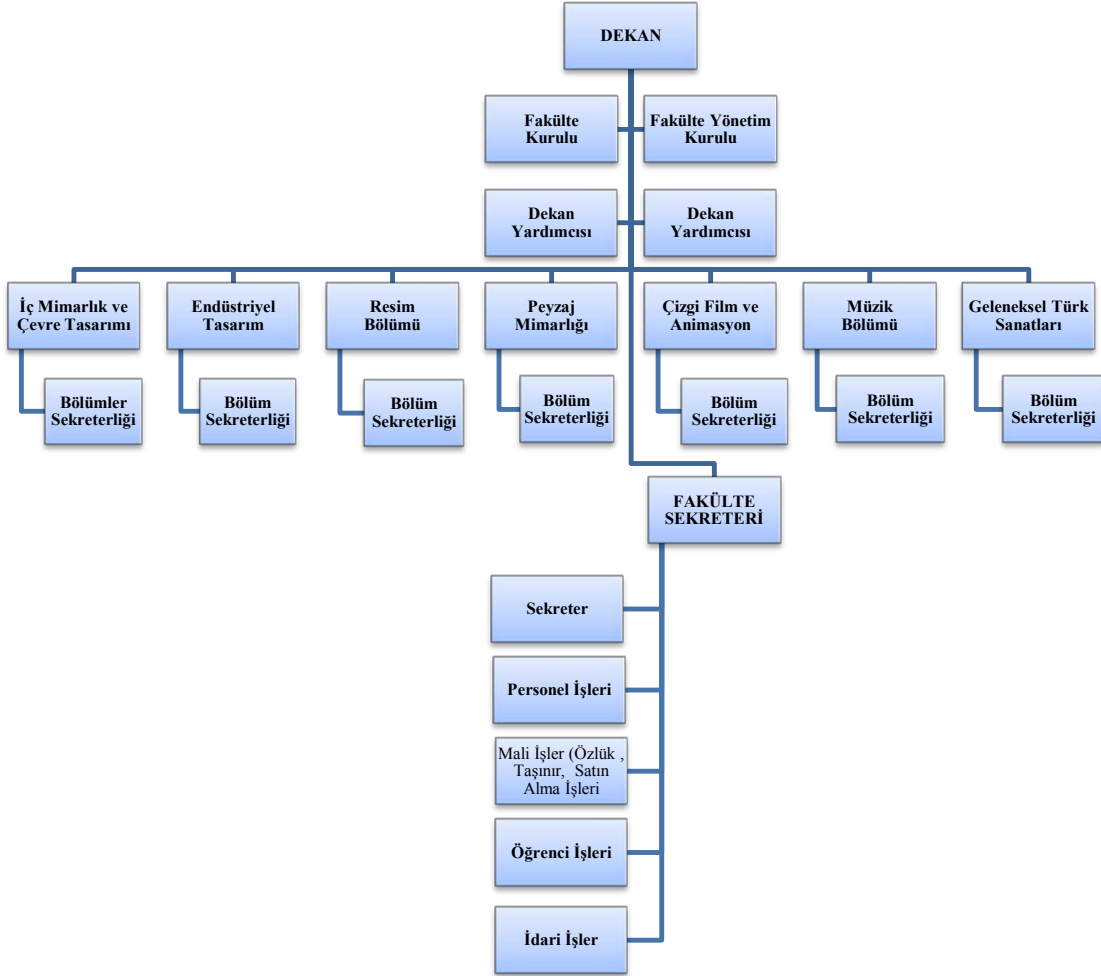 DEKAN
Fakülte
Kurulu
Fakülte Yönetim
Kurulu
Dekan
Yardımcısı
Dekan
Yardımcısı
İç Mimarlık ve
Çevre Tasarımı
Endüstriyel
Tasarım
Resim
Bölümü
Peyzaj
Mimarlığı
Çizgi Film ve
Animasyon
Müzik
Bölümü
Geleneksel Türk
Sanatları
Bölümler
Sekreterliği
Bölüm
Sekreterliği
Bölüm
Sekreterliği
Bölüm
Sekreterliği
Bölüm
Sekreterliği
Bölüm
Sekreterliği
Bölüm
Sekreterliği
FAKÜLTE
SEKRETERİ
Sekreter
Personel İşleri
Mali İşler (Özlük ,
Taşınır, Satın
Alma İşleri
Öğrenci İşleri
İdari İşler